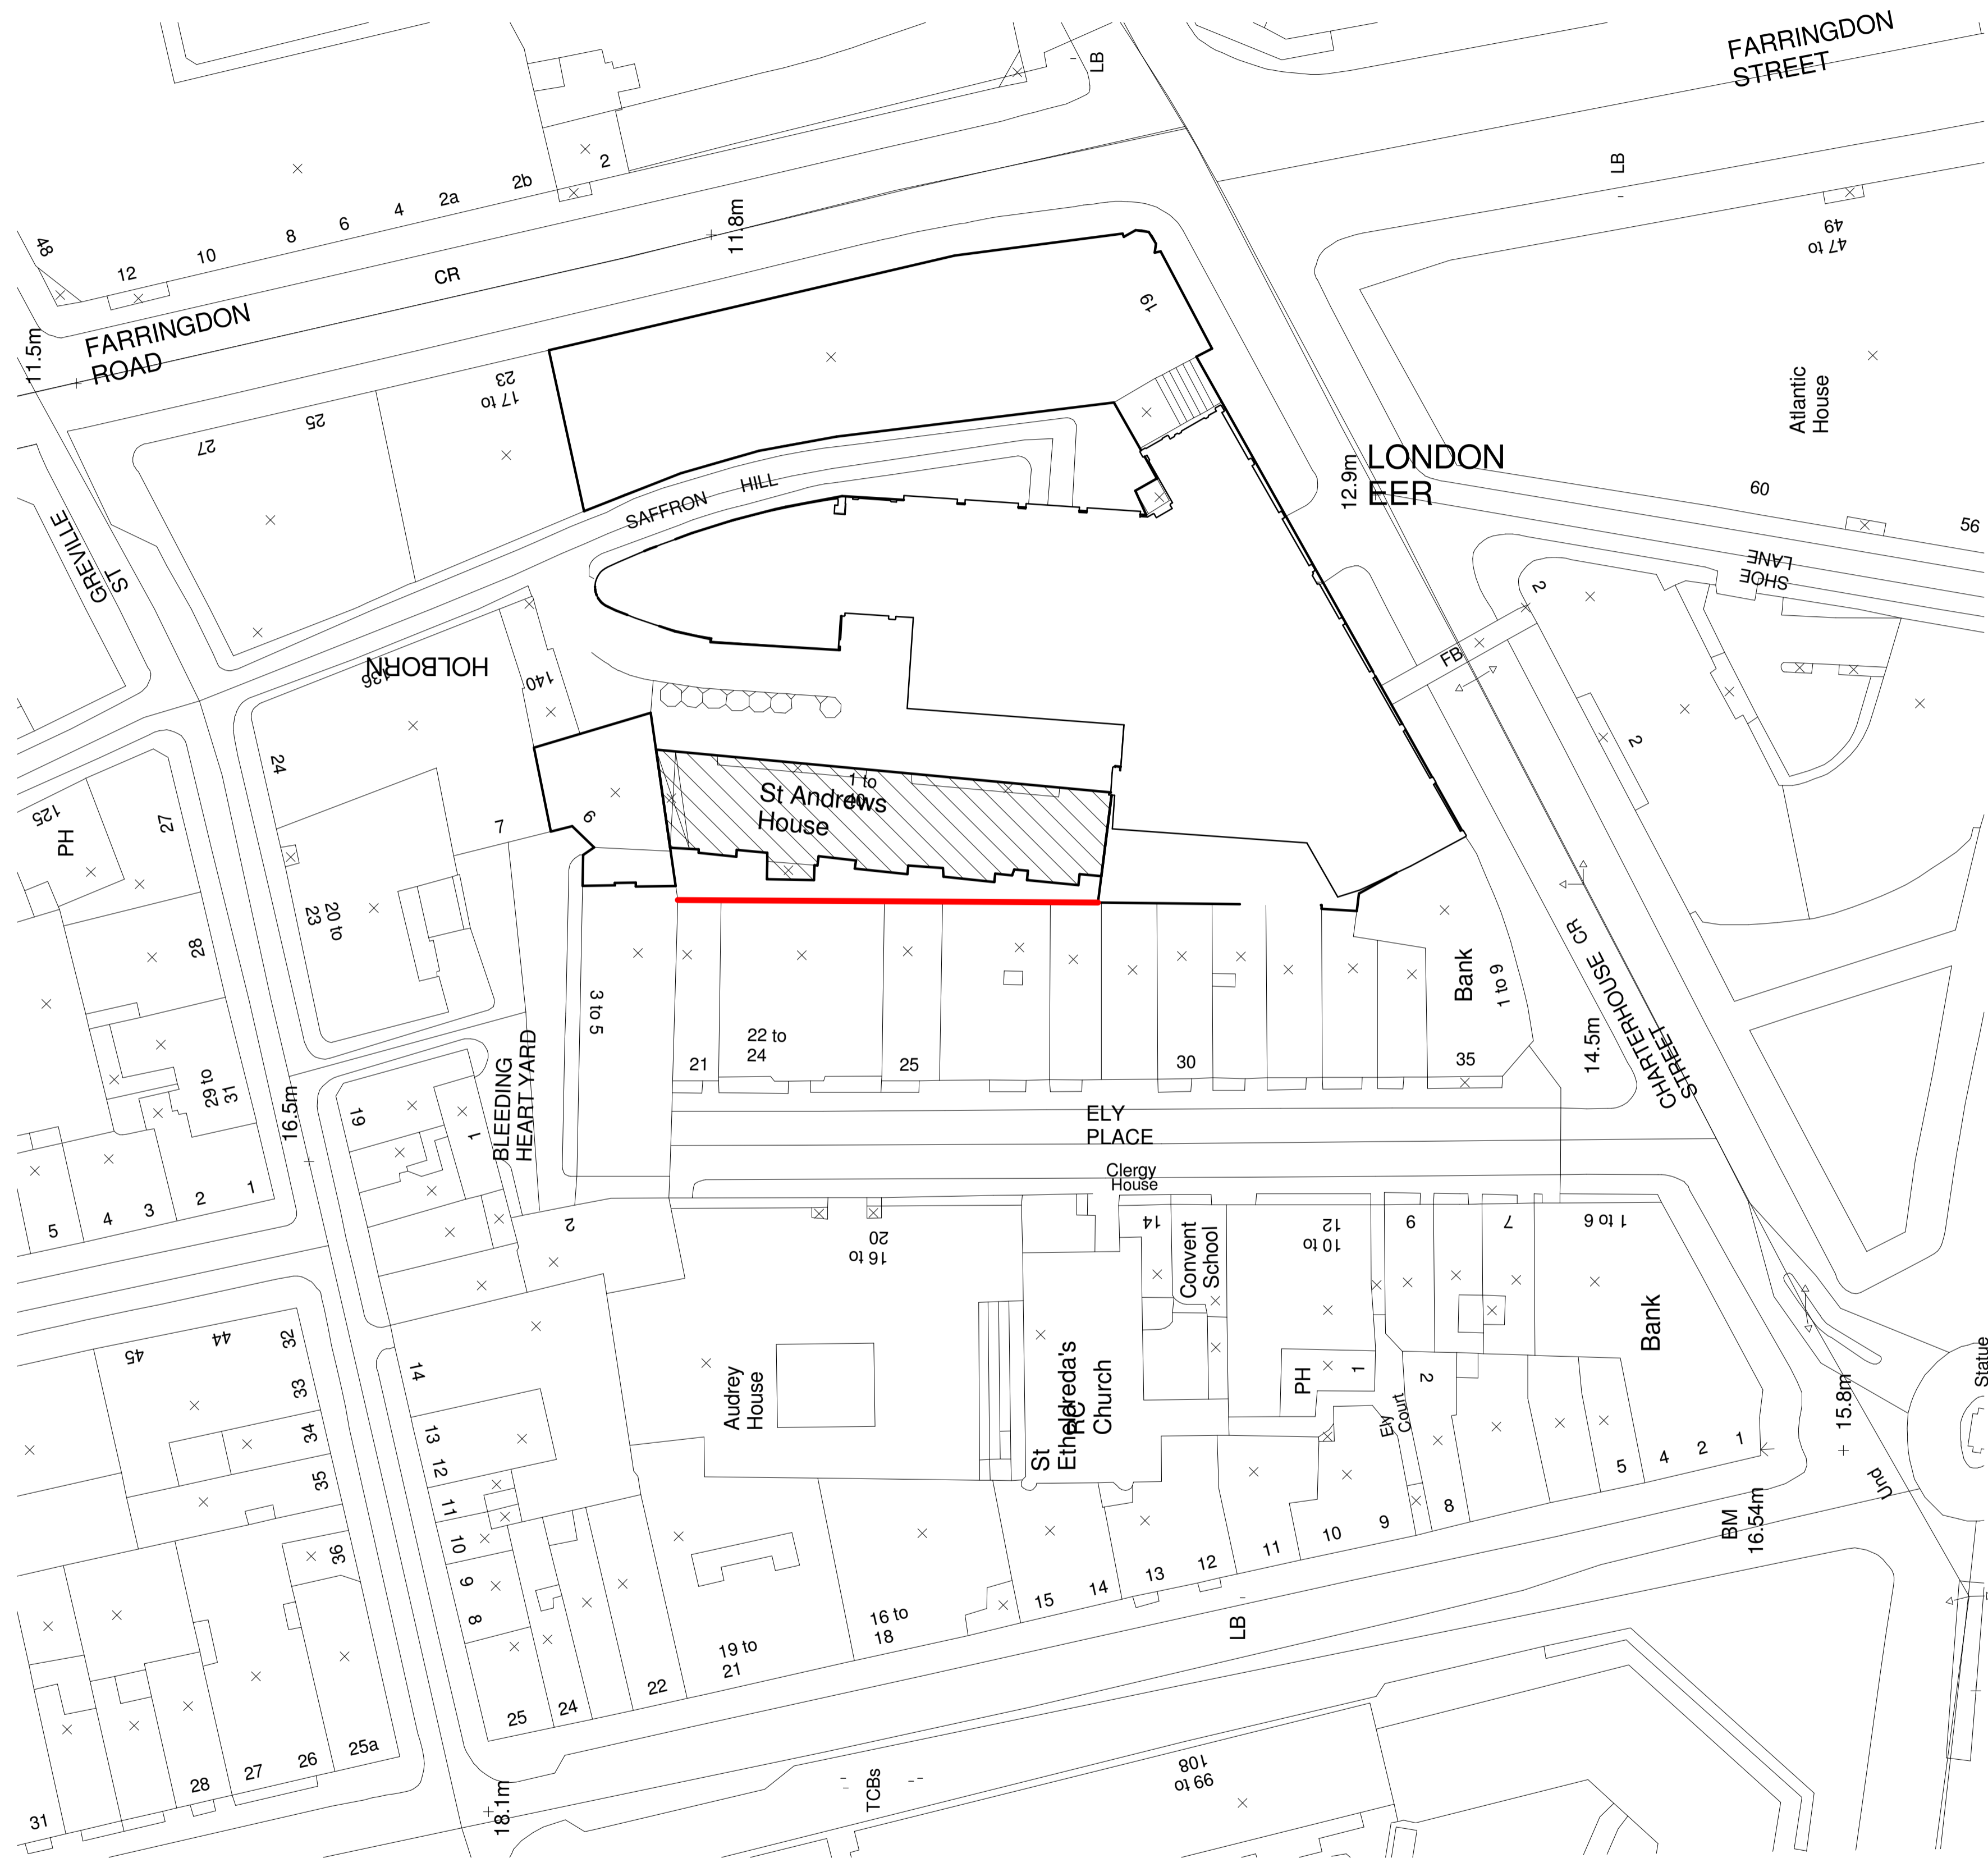 FARRINGDON
STREET
LB
LB
2
2b
2a
4
6
8
10
12
48
CR
11.8m
FARRINGDON
ROAD
11.5m
47 to
49
19
17 to
23
25
27
Atlantic
House
LONDON
EER
12.9m
60
56
SHOE
LANE
SAFFRON HILL
GREVILLE
ST
HOLBORN
136
140
2
FB
2
24
125
PH
27
7
6
St Andrews
House
1 to
40
20 to
23
28
3 to 5
Bank
1 to 9
CHARTERHOUSE CR
STREET
14.5m
22 to
24
21
25
30
35
BLEEDING
HEART YARD
29 to
31
16.5m
19
1
ELY
PLACE
Clergy
House
5
4
3
2
1
2
16 to
20
14
Convent
School
10 to
12
9
7
1 to 6
Bank
45
44
32
33
34
35
36
14
13
12
11
10
9
8
Audrey
House
St
Etheldreda's
RC
Church
PH
1
2
Ely
Court
Statue
15.8m
Und
BM
16.54m
5
4
2
1
8
9
10
11
12
13
14
15
16 to
18
19 to
21
22
24
25
LB
25a
26
27
28
31
18.1m
TCBs
99 to
108